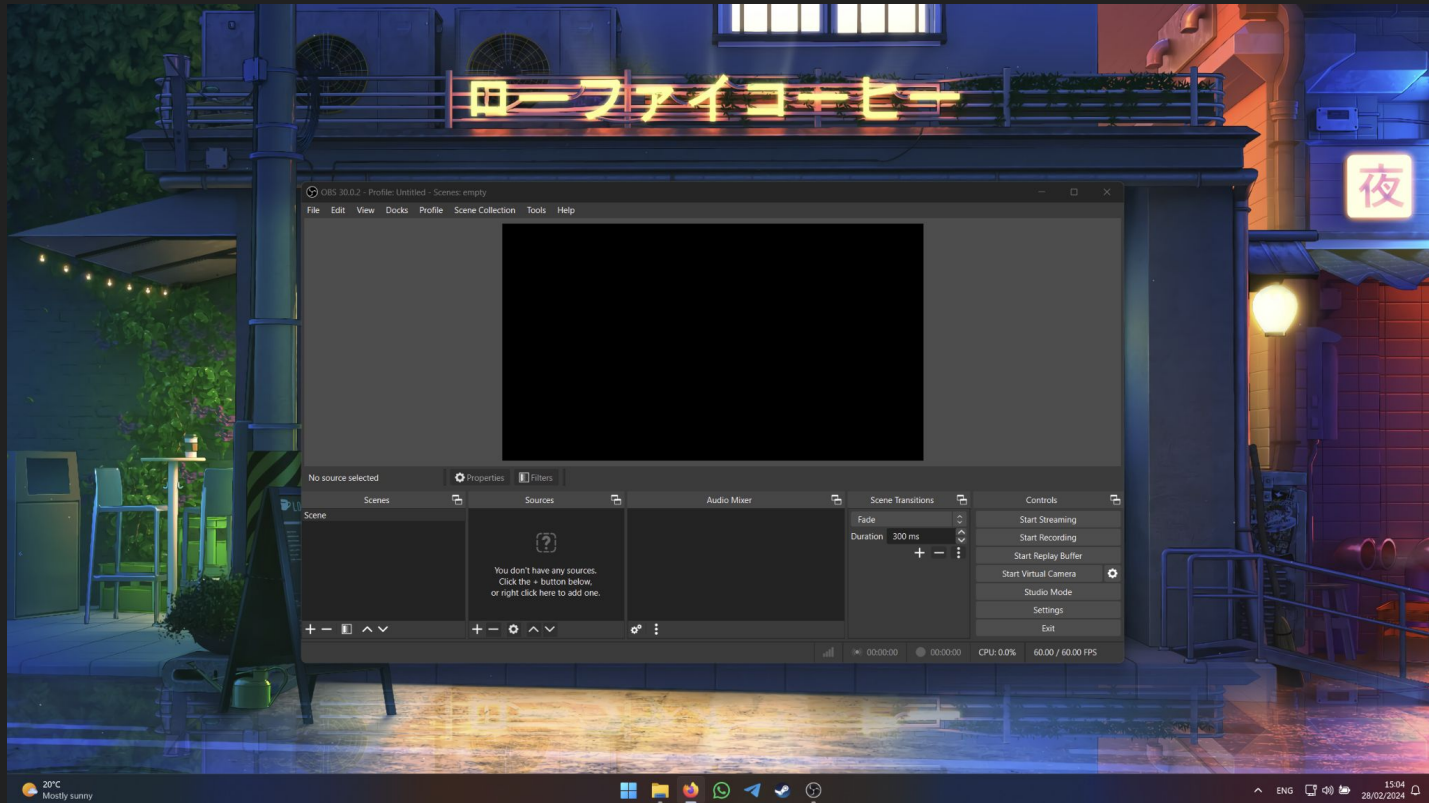 ローファイコーヒー
夜
OBS 30.0.2 - Profile: Untitled - Scenes: empty
File Edit View Docks Profile Scene Collection Tools Help
No source selected
Properties
Filters
Scenes
Scene
Sources
You don't have any sources.
Click the + button below,
or right click here to add one.
Audio Mixer
Scene Transitions
Fade
Duration 300 ms
Controls
Start Streaming
Start Recording
Start Replay Buffer
Start Virtual Camera
Studio Mode
Settings
Exit
00:00:00
00:00:00
CPU: 0.0%
60.00 / 60.00 FPS
20°C
Mostly sunny
ENG
15:04
28/02/2024